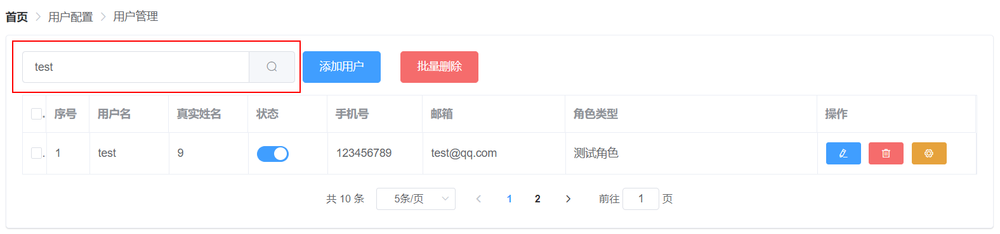 首页 用户配置 用户管理
test 添加用户 批量删除
序号 用户名 真实姓名 状态 手机号 邮箱 角色类型 操作
1 test 9 123456789 test@qq.com 测试角色
共 10 条 5条/页 1 2 前往 1 页